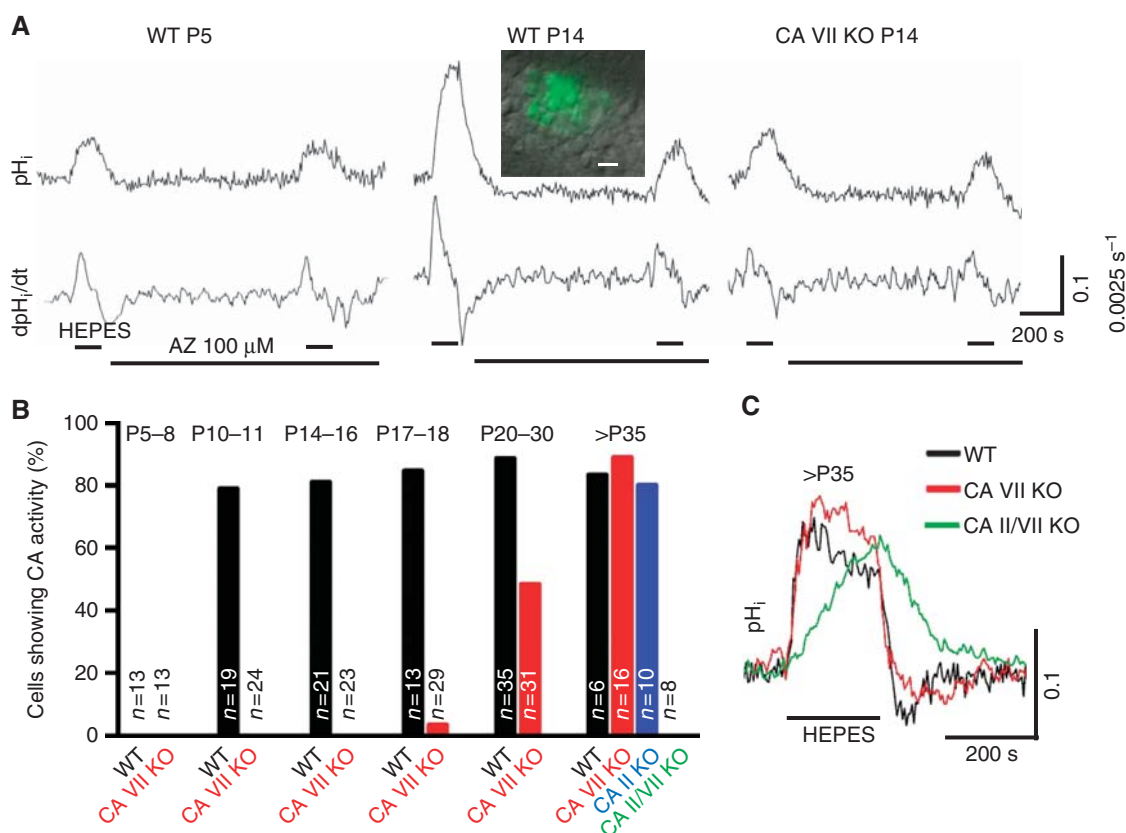 A
WT P5
WT P14
CA VII KO P14
pHi
dpHi/dt
HEPES
AZ 100 μM
0.1
0.0025 s−1
200 s
B
Cells showing CA activity (%)
100
80
60
40
20
0
P5–8
P10–11
P14–16
P17–18
P20–30
>P35
n=13
n=13
n=19
n=24
n=21
n=23
n=13
n=29
n=35
n=31
n=6
n=16
n=10
n=8
WT
CA VII KO
WT
CA VII KO
WT
CA VII KO
WT
CA VII KO
WT
CA VII KO
WT
CA VII KO
CA II KO
CA II/VII KO
C
>P35
WT
CA VII KO
CA II/VII KO
pHi
HEPES
0.1
200 s